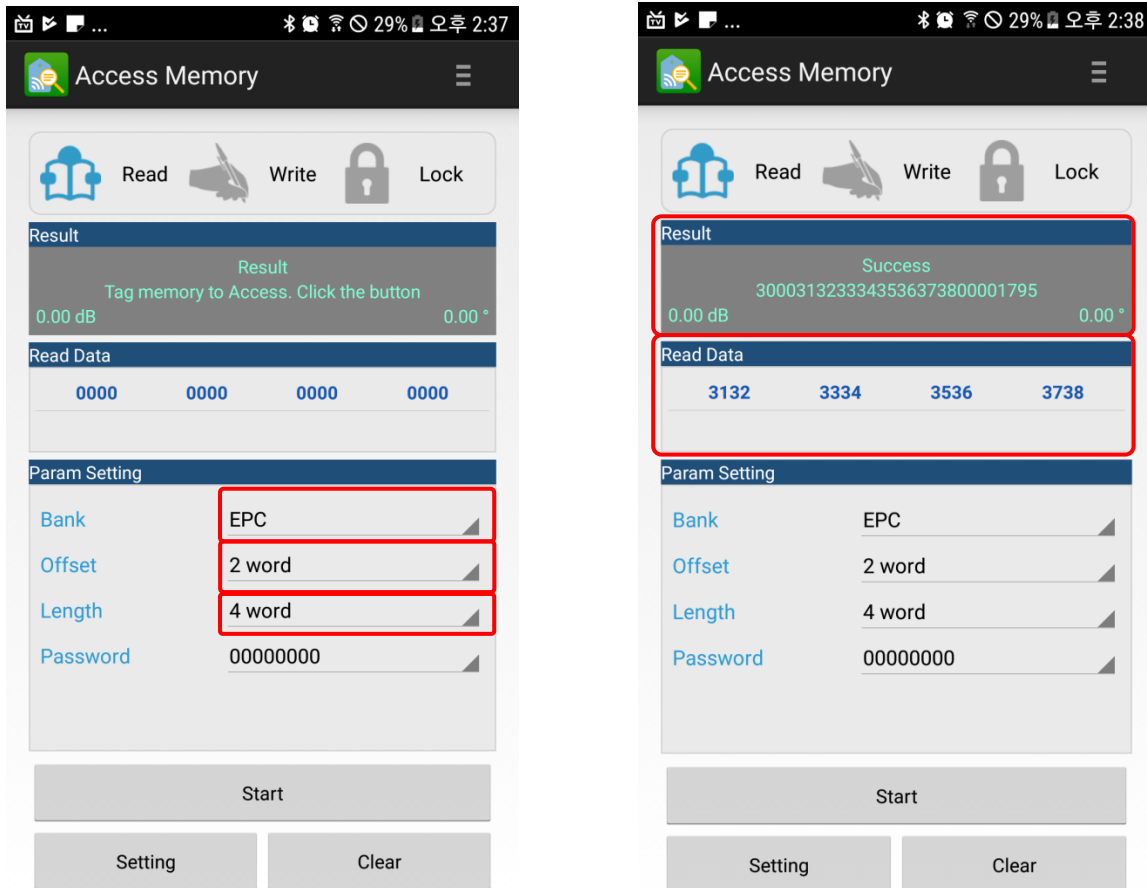 ... 29% 오후 2:37
Access Memory
Read Write Lock
Result
Result
Tag memory to Access. Click the button
0.00 dB 0.00 °
Read Data
0000 0000 0000 0000
Param Setting
Bank EPC
Offset 2 word
Length 4 word
Password 00000000
Start
Setting Clear
... 29% 오후 2:38
Access Memory
Read Write Lock
Result
Success
3000313233343536373800001795
0.00 dB 0.00 °
Read Data
3132 3334 3536 3738
Param Setting
Bank EPC
Offset 2 word
Length 4 word
Password 00000000
Start
Setting Clear